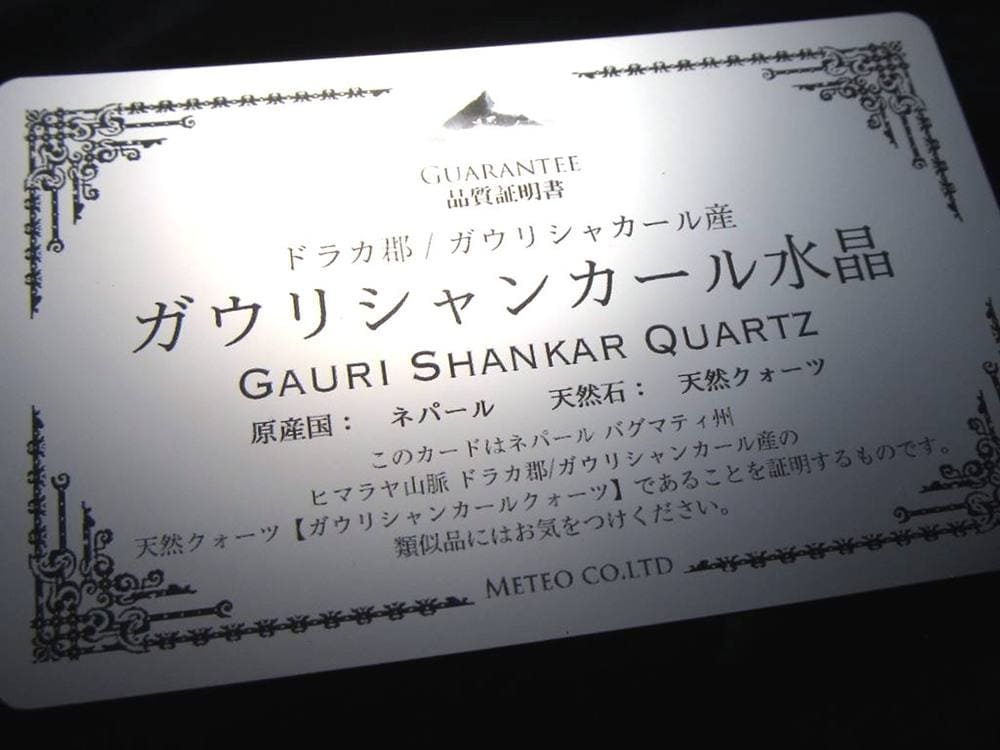 GUARANTEE
品質証明書
ドラカ郡 / ガウリシャカール産
ガウリシャンカール水晶
GAURI SHANKAR QUARTZ
原産国： ネパール 天然石： 天然クォーツ
このカードはネパール バグマティ州
ヒマラヤ山脈 ドラカ郡/ガウリシャンカール産の
天然クォーツ【ガウリシャンカールクォーツ】であることを証明するものです。
類似品にはお気をつけください。
METEO CO.LTD